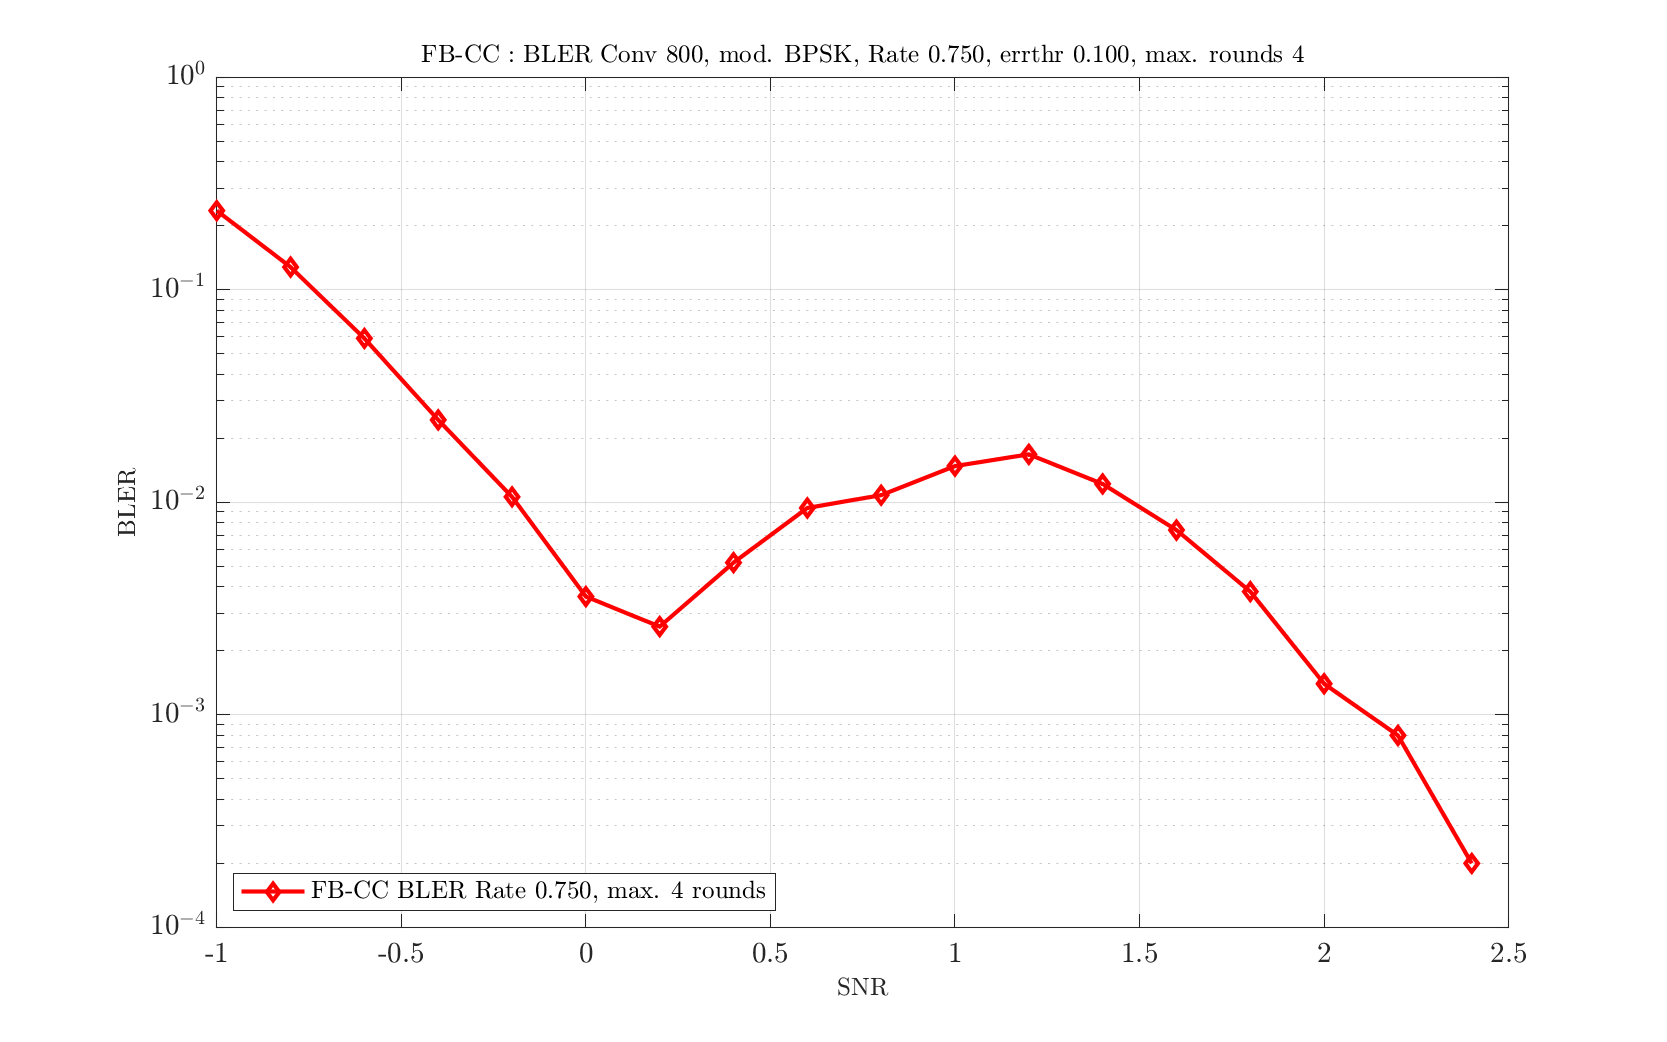 FB-CC : BLER Conv 800, mod. BPSK, Rate 0.750, errthr 0.100, max. rounds 4
10^0
10^-1
10^-2
10^-3
10^-4
BLER
FB-CC BLER Rate 0.750, max. 4 rounds
-1 -0.5 0 0.5 1 1.5 2 2.5
SNR